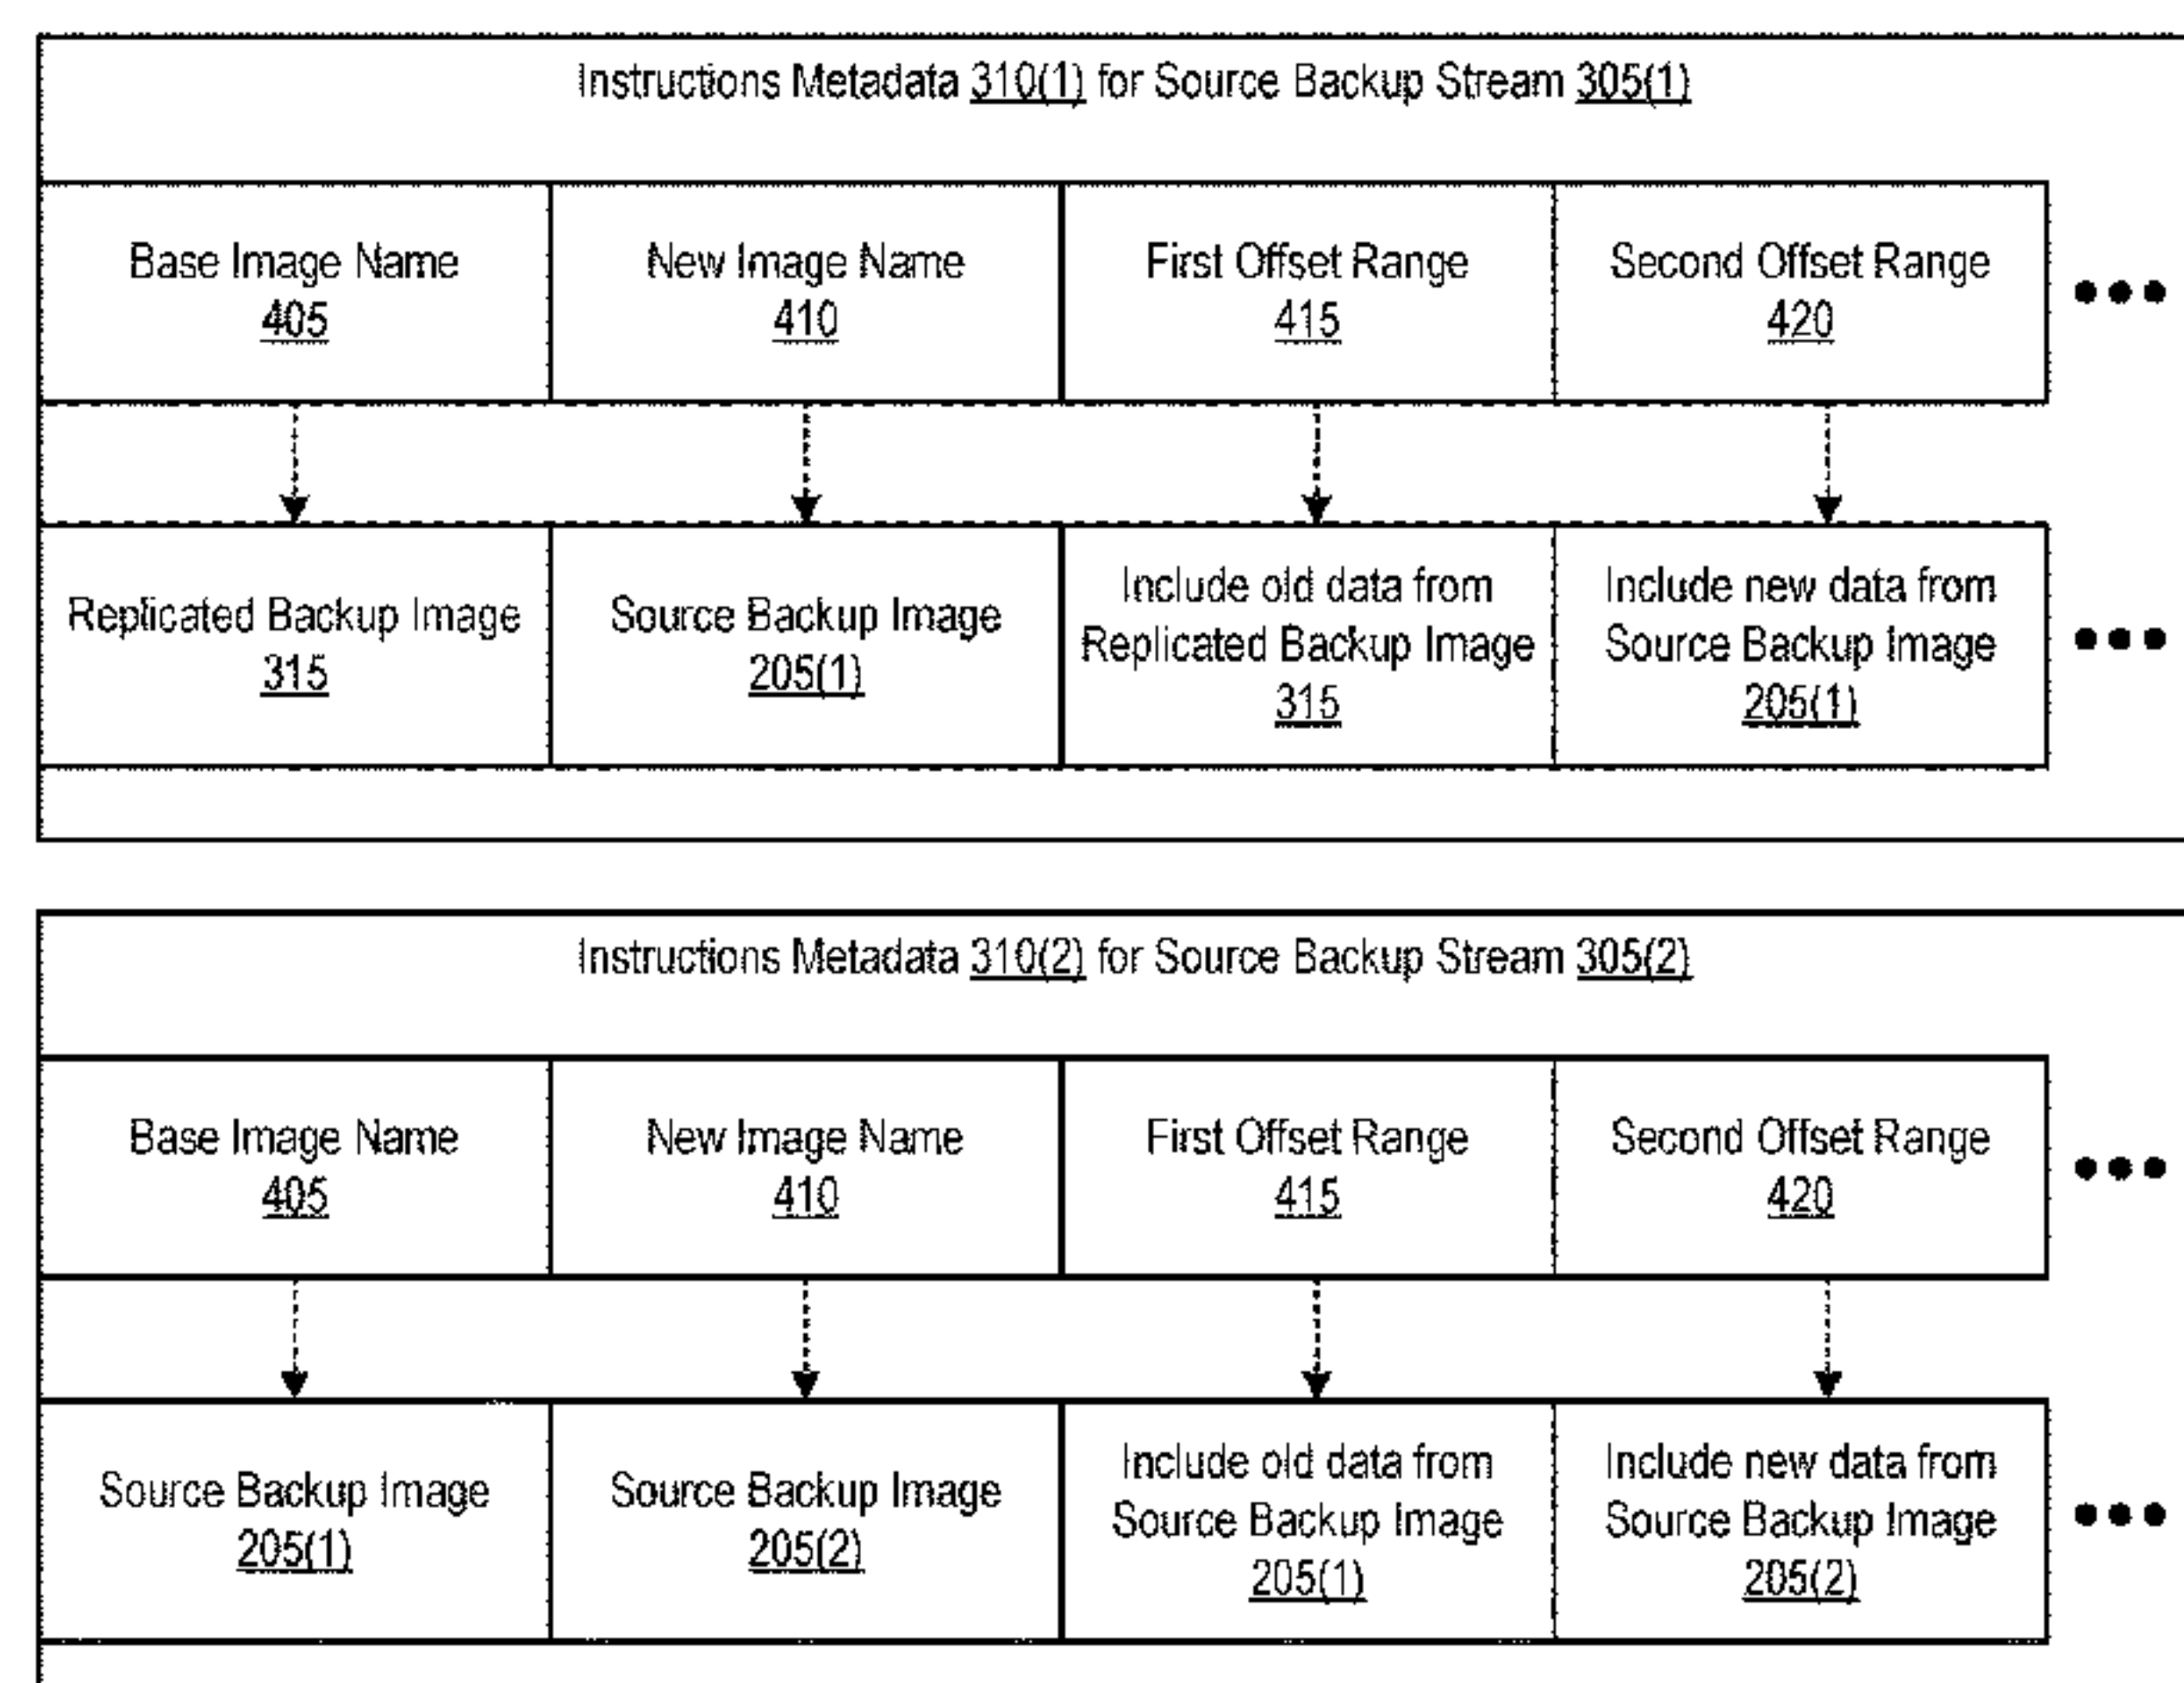 Instructions Metadata 310(1) for Source Backup Stream 305(1)
Base Image Name
405
New Image Name
410
First Offset Range
415
Second Offset Range
420
Replicated Backup Image
315
Source Backup Image
205(1)
Include old data from
Replicated Backup Image
315
Include new data from
Source Backup Image
205(1)
Instructions Metadata 310(2) for Source Backup Stream 305(2)
Base Image Name
405
New Image Name
410
First Offset Range
415
Second Offset Range
420
Source Backup Image
205(1)
Source Backup Image
205(2)
Include old data from
Source Backup Image
205(1)
Include new data from
Source Backup Image
205(2)